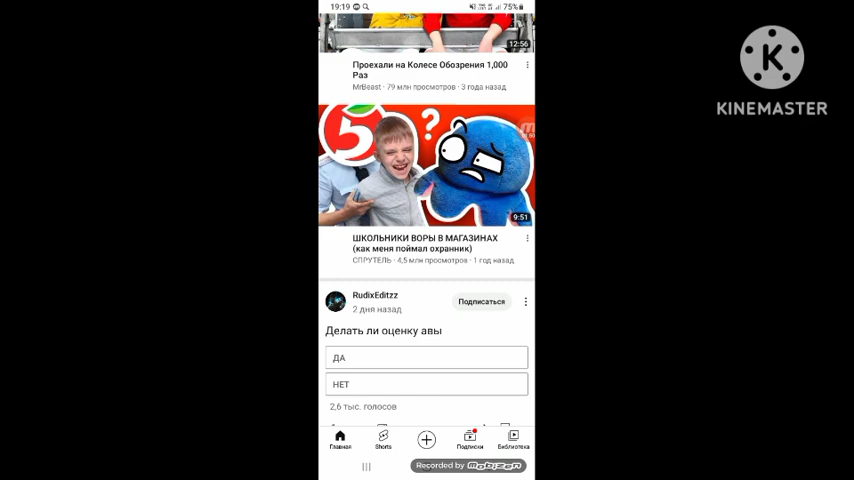 19:19
75%
12:56
Проехали на Колесе Обозрения 1,000
Раз
MrBeast · 79 млн просмотров · 3 года назад
5
?
9:51
ШКОЛЬНИКИ ВОРЫ В МАГАЗИНАХ
(как меня поймал охранник)
СПРУТЕЛЬ · 4,5 млн просмотров · 1 год назад
RudixEditzz
Подписаться
2 дня назад
Делать ли оценку авы
ДА
НЕТ
2,6 тыс. голосов
Главная
Shorts
Подписки
Библиотека
Recorded by mobizen
K
KINEMASTER